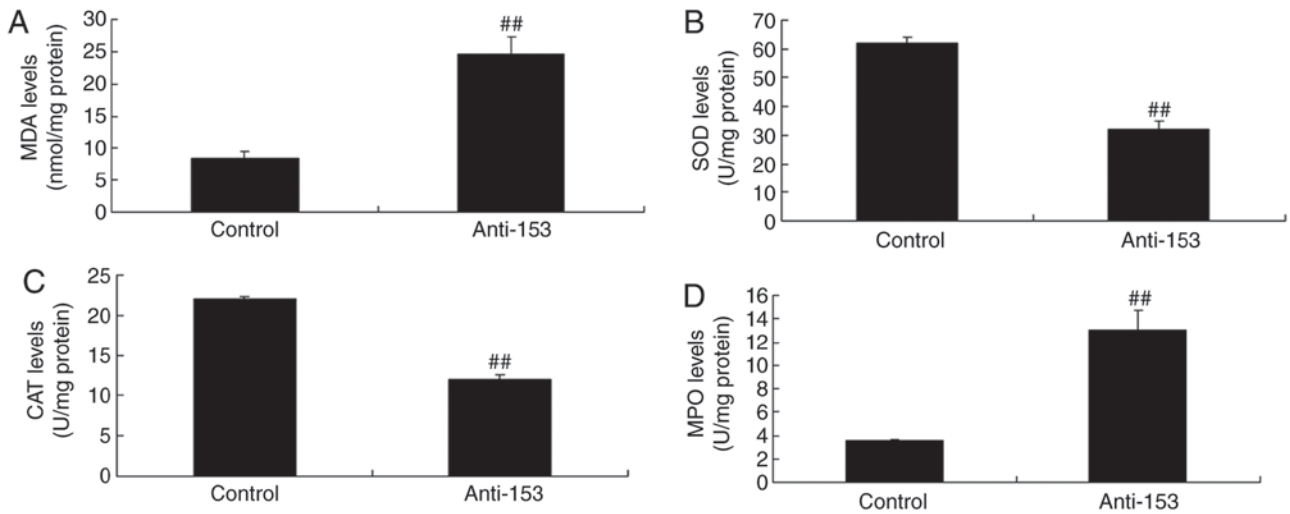 A
MDA levels
(nmol/mg protein)
30
25
20
15
10
5
0
##
Control
Anti-153
B
SOD levels
(U/mg protein)
70
60
50
40
30
20
10
0
##
Control
Anti-153
C
CAT levels
(U/mg protein)
25
20
15
10
5
0
##
Control
Anti-153
D
MPO levels
(U/mg protein)
16
14
12
10
8
6
4
2
0
##
Control
Anti-153